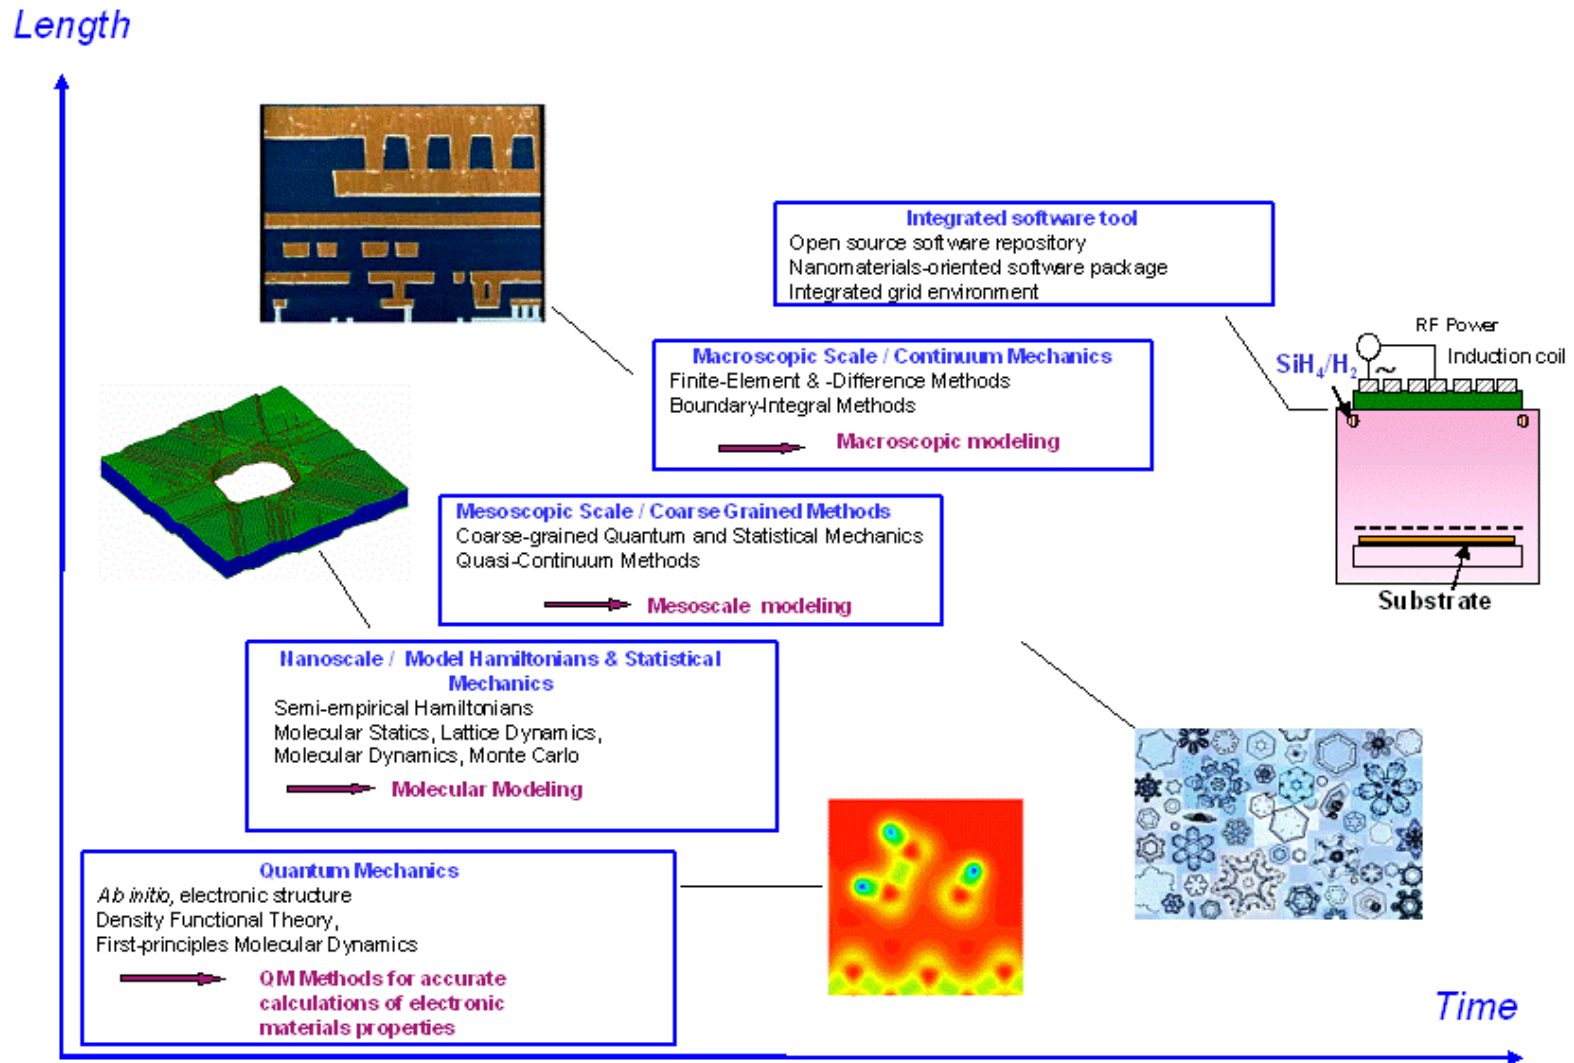 Length
Integrated software tool
Open source software repository
Nanomaterials-oriented software package
Integrated grid environment
RF Power
Induction coil
SiH4/H2
~
Macroscopic Scale / Continuum Mechanics
Finite-Element & -Difference Methods
Boundary-Integral Methods
Macroscopic modeling
Mesoscopic Scale / Coarse Grained Methods
Coarse-grained Quantum and Statistical Mechanics
Quasi-Continuum Methods
Mesoscale modeling
Substrate
Nanoscale / Model Hamiltonians & Statistical
Mechanics
Semi-empirical Hamiltonians
Molecular Statics, Lattice Dynamics,
Molecular Dynamics, Monte Carlo
Molecular Modeling
Quantum Mechanics
Ab initio, electronic structure
Density Functional Theory,
First-principles Molecular Dynamics
QM Methods for accurate
calculations of electronic
materials properties
Time